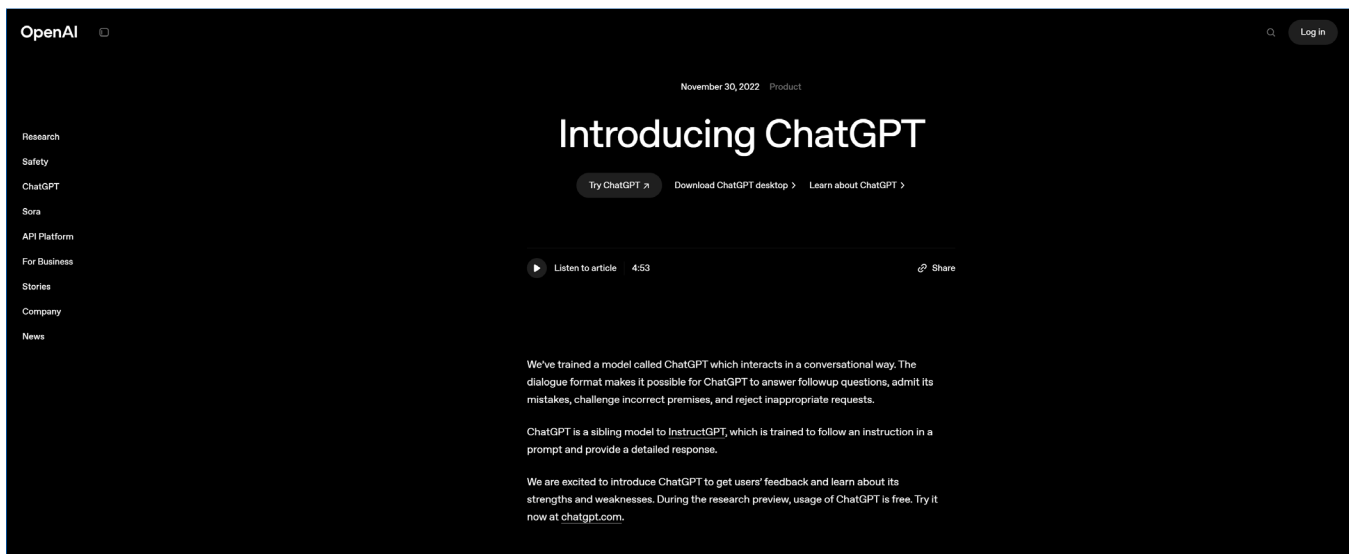 OpenAI
Log in
November 30, 2022 Product
Introducing ChatGPT
Try ChatGPT ↗ Download ChatGPT desktop > Learn about ChatGPT >
Research
Safety
ChatGPT
Sora
API Platform
For Business
Stories
Company
News
Listen to article 4:53 Share
We've trained a model called ChatGPT which interacts in a conversational way. The
dialogue format makes it possible for ChatGPT to answer followup questions, admit its
mistakes, challenge incorrect premises, and reject inappropriate requests.
ChatGPT is a sibling model to InstructGPT, which is trained to follow an instruction in a
prompt and provide a detailed response.
We are excited to introduce ChatGPT to get users' feedback and learn about its
strengths and weaknesses. During the research preview, usage of ChatGPT is free. Try it
now at chatgpt.com.